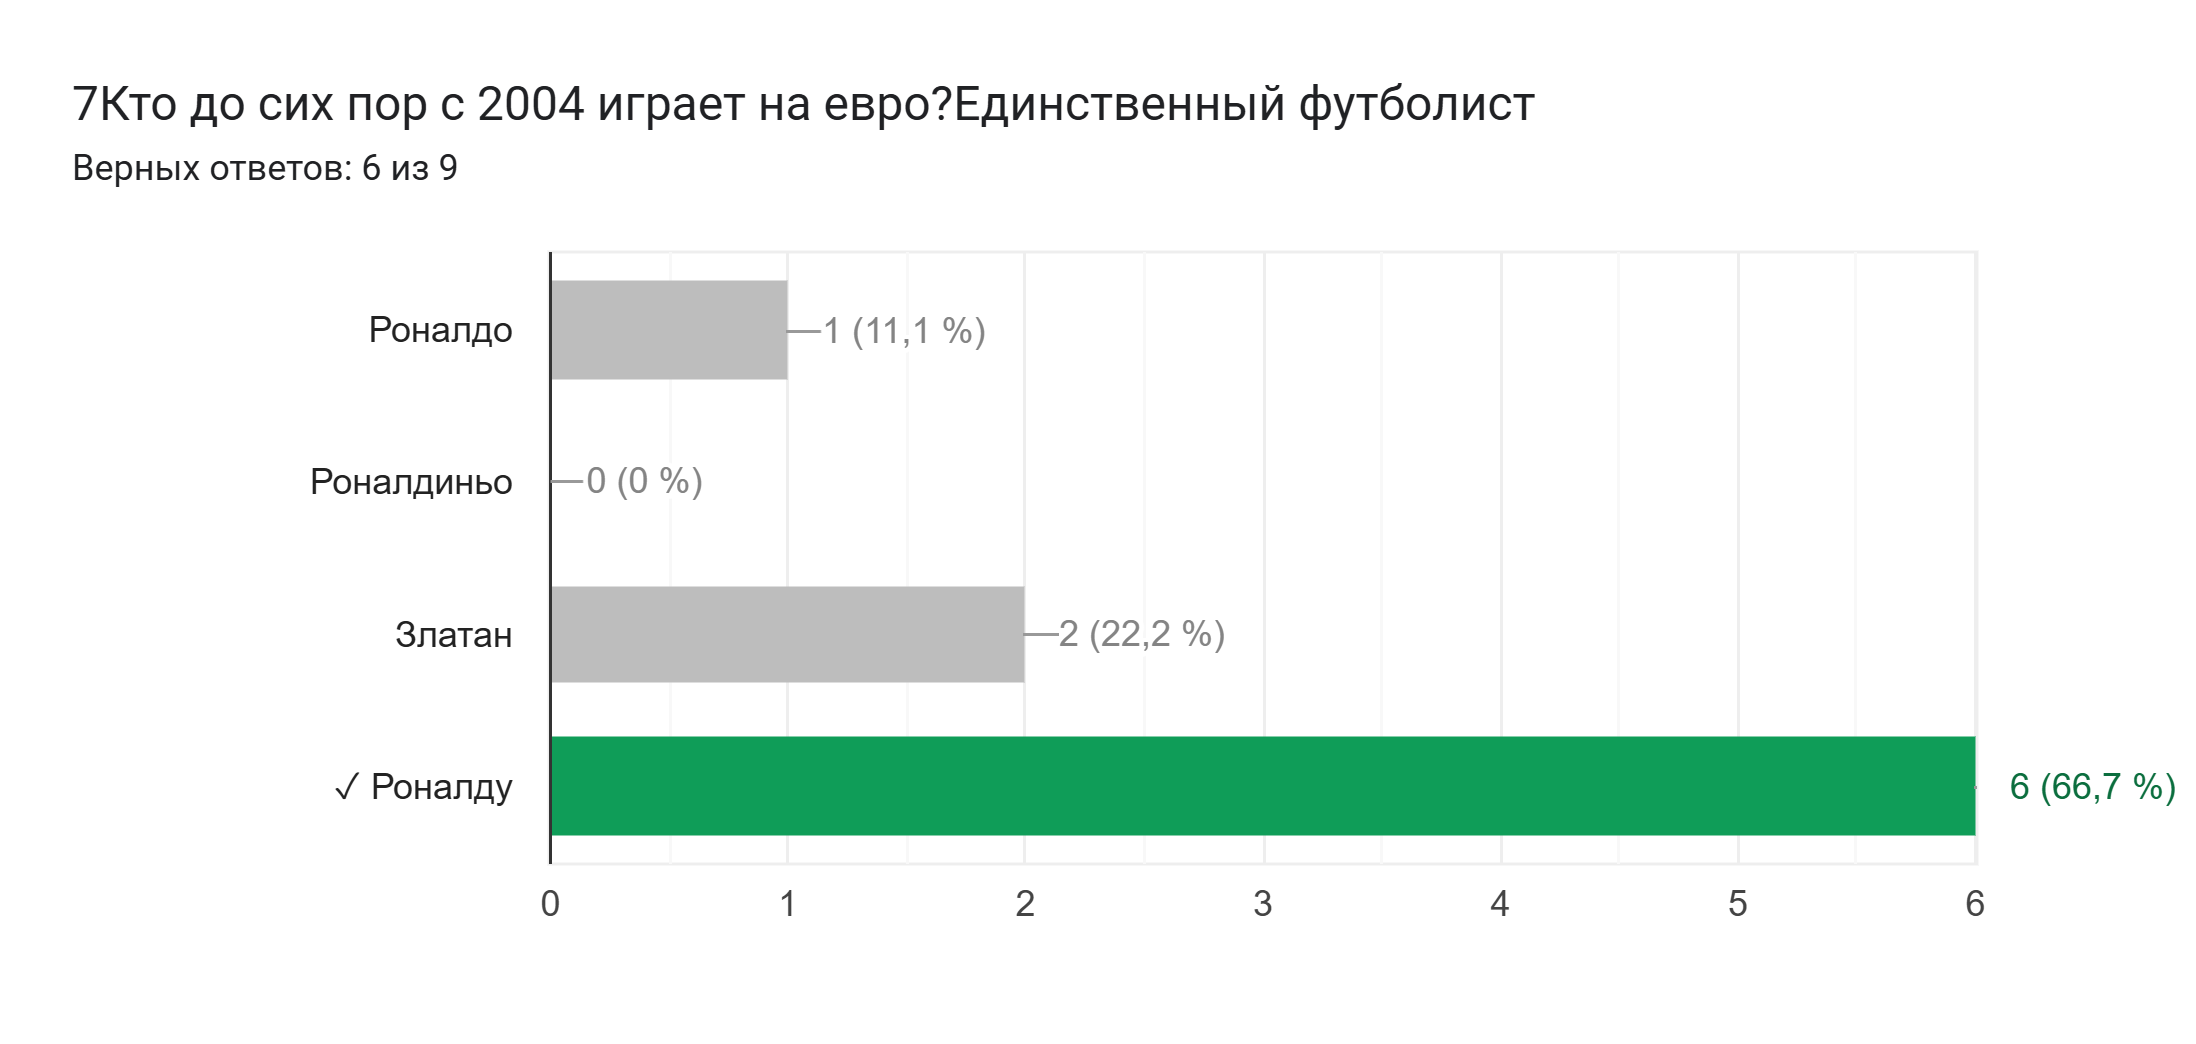 7Кто до сих пор с 2004 играет на евро?Единственный футболист
Верных ответов: 6 из 9
Роналдо
1 (11,1 %)
Роналдиньо
0 (0 %)
Златан
2 (22,2 %)
✓ Роналду
6 (66,7 %)
0 1 2 3 4 5 6